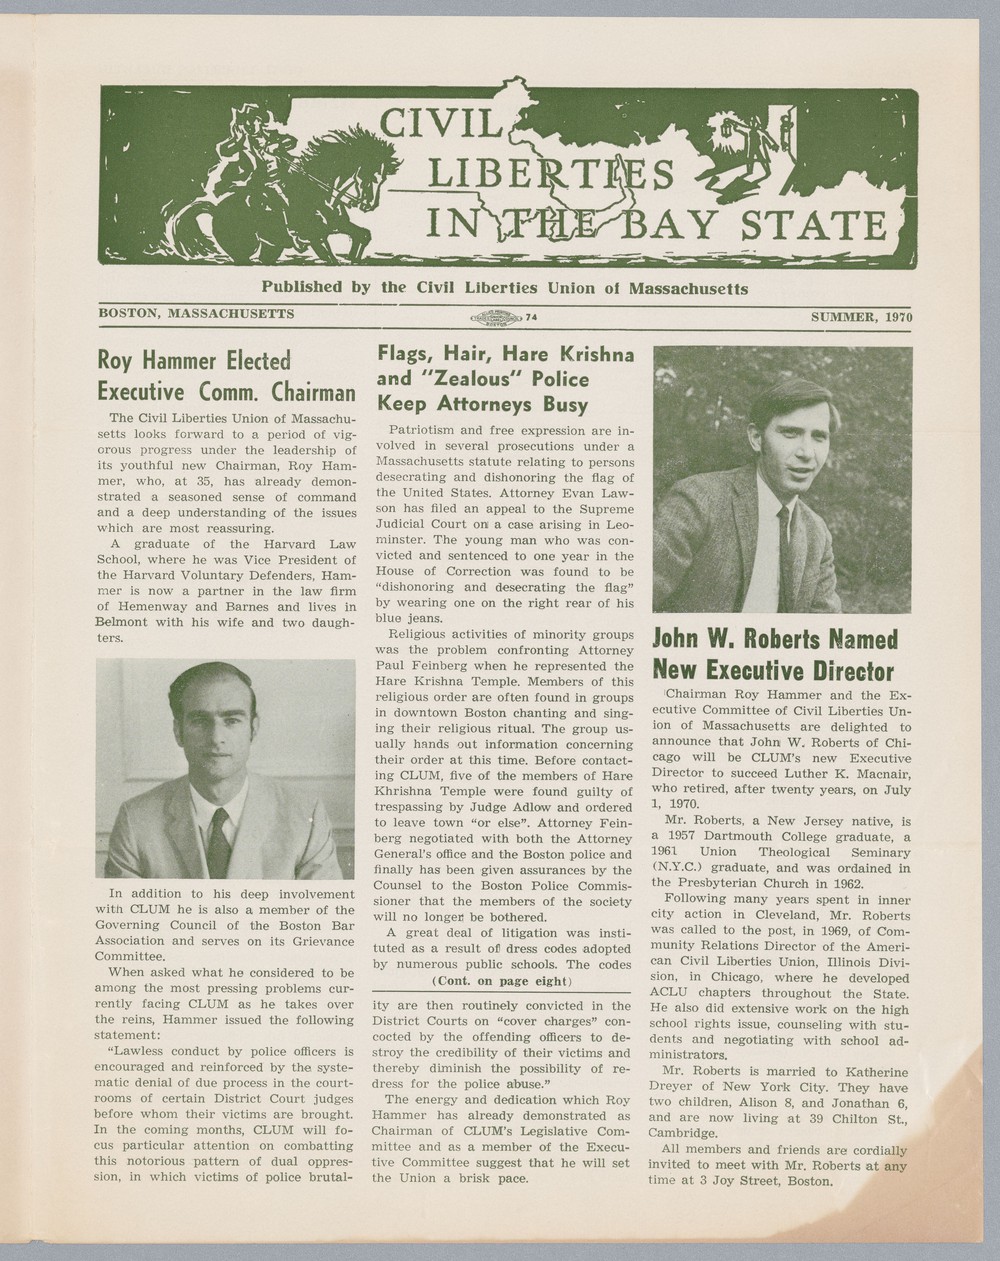 CIVIL
LIBERTIES
IN THE BAY STATE
Published by the Civil Liberties Union of Massachusetts
BOSTON, MASSACHUSETTS
74
SUMMER, 1970
Roy Hammer Elected
Executive Comm. Chairman
The Civil Liberties Union of Massachu-
setts looks forward to a period of vig-
orous progress under the leadership of
its youthful new Chairman, Roy Ham-
mer, who, at 35, has already demon-
strated a seasoned sense of command
and a deep understanding of the issues
which are most reassuring.
A graduate of the Harvard Law
School, where he was Vice President of
the Harvard Voluntary Defenders, Ham-
mer is now a partner in the law firm
of Hemenway and Barnes and lives in
Belmont with his wife and two daugh-
ters.
In addition to his deep involvement
with CLUM he is also a member of the
Governing Council of the Boston Bar
Association and serves on its Grievance
Committee.
When asked what he considered to be
among the most pressing problems cur-
rently facing CLUM as he takes over
the reins, Hammer issued the following
statement:
"Lawless conduct by police officers is
encouraged and reinforced by the syste-
matic denial of due process in the court-
rooms of certain District Court judges
before whom their victims are brought.
In the coming months, CLUM will fo-
cus particular attention on combatting
this notorious pattern of dual oppres-
sion, in which victims of police brutal-
Flags, Hair, Hare Krishna
and "Zealous" Police
Keep Attorneys Busy
Patriotism and free expression are in-
volved in several prosecutions under a
Massachusetts statute relating to persons
desecrating and dishonoring the flag of
the United States. Attorney Evan Law-
son has filed an appeal to the Supreme
Judicial Court on a case arising in Leo-
minster. The young man who was con-
victed and sentenced to one year in the
House of Correction was found to be
"dishonoring and desecrating the flag"
by wearing one on the right rear of his
blue jeans.
Religious activities of minority groups
was the problem confronting Attorney
Paul Feinberg when he represented the
Hare Krishna Temple. Members of this
religious order are often found in groups
in downtown Boston chanting and sing-
ing their religious ritual. The group us-
ually hands out information concerning
their order at this time. Before contact-
ing CLUM, five of the members of Hare
Khrishna Temple were found guilty of
trespassing by Judge Adlow and ordered
to leave town "or else". Attorney Fein-
berg negotiated with both the Attorney
General's office and the Boston police and
finally has been given assurances by the
Counsel to the Boston Police Commis-
sioner that the members of the society
will no longer be bothered.
A great deal of litigation was insti-
tuted as a result of dress codes adopted
by numerous public schools. The codes
(Cont. on page eight)
ity are then routinely convicted in the
District Courts on "cover charges" con-
cocted by the offending officers to de-
stroy the credibility of their victims and
thereby diminish the possibility of re-
dress for the police abuse."
The energy and dedication which Roy
Hammer has already demonstrated as
Chairman of CLUM's Legislative Com-
mittee and as a member of the Execu-
tive Committee suggest that he will set
the Union a brisk pace.
John W. Roberts Named
New Executive Director
Chairman Roy Hammer and the Ex-
ecutive Committee of Civil Liberties Un-
ion of Massachusetts are delighted to
announce that John W. Roberts of Chi-
cago will be CLUM's new Executive
Director to succeed Luther K. Macnair,
who retired, after twenty years, on July
1, 1970.
Mr. Roberts, a New Jersey native, is
a 1957 Dartmouth College graduate, a
1961 Union Theological Seminary
(N.Y.C.) graduate, and was ordained in
the Presbyterian Church in 1962.
Following many years spent in inner
city action in Cleveland, Mr. Roberts
was called to the post, in 1969, of Com-
munity Relations Director of the Ameri-
can Civil Liberties Union, Illinois Divi-
sion, in Chicago, where he developed
ACLU chapters throughout the State.
He also did extensive work on the high
school rights issue, counseling with stu-
dents and negotiating with school ad-
ministrators.
Mr. Roberts is married to Katherine
Dreyer of New York City. They have
two children, Alison 8, and Jonathan 6,
and are now living at 39 Chilton St.,
Cambridge.
All members and friends are cordially
invited to meet with Mr. Roberts at any
time at 3 Joy Street, Boston.